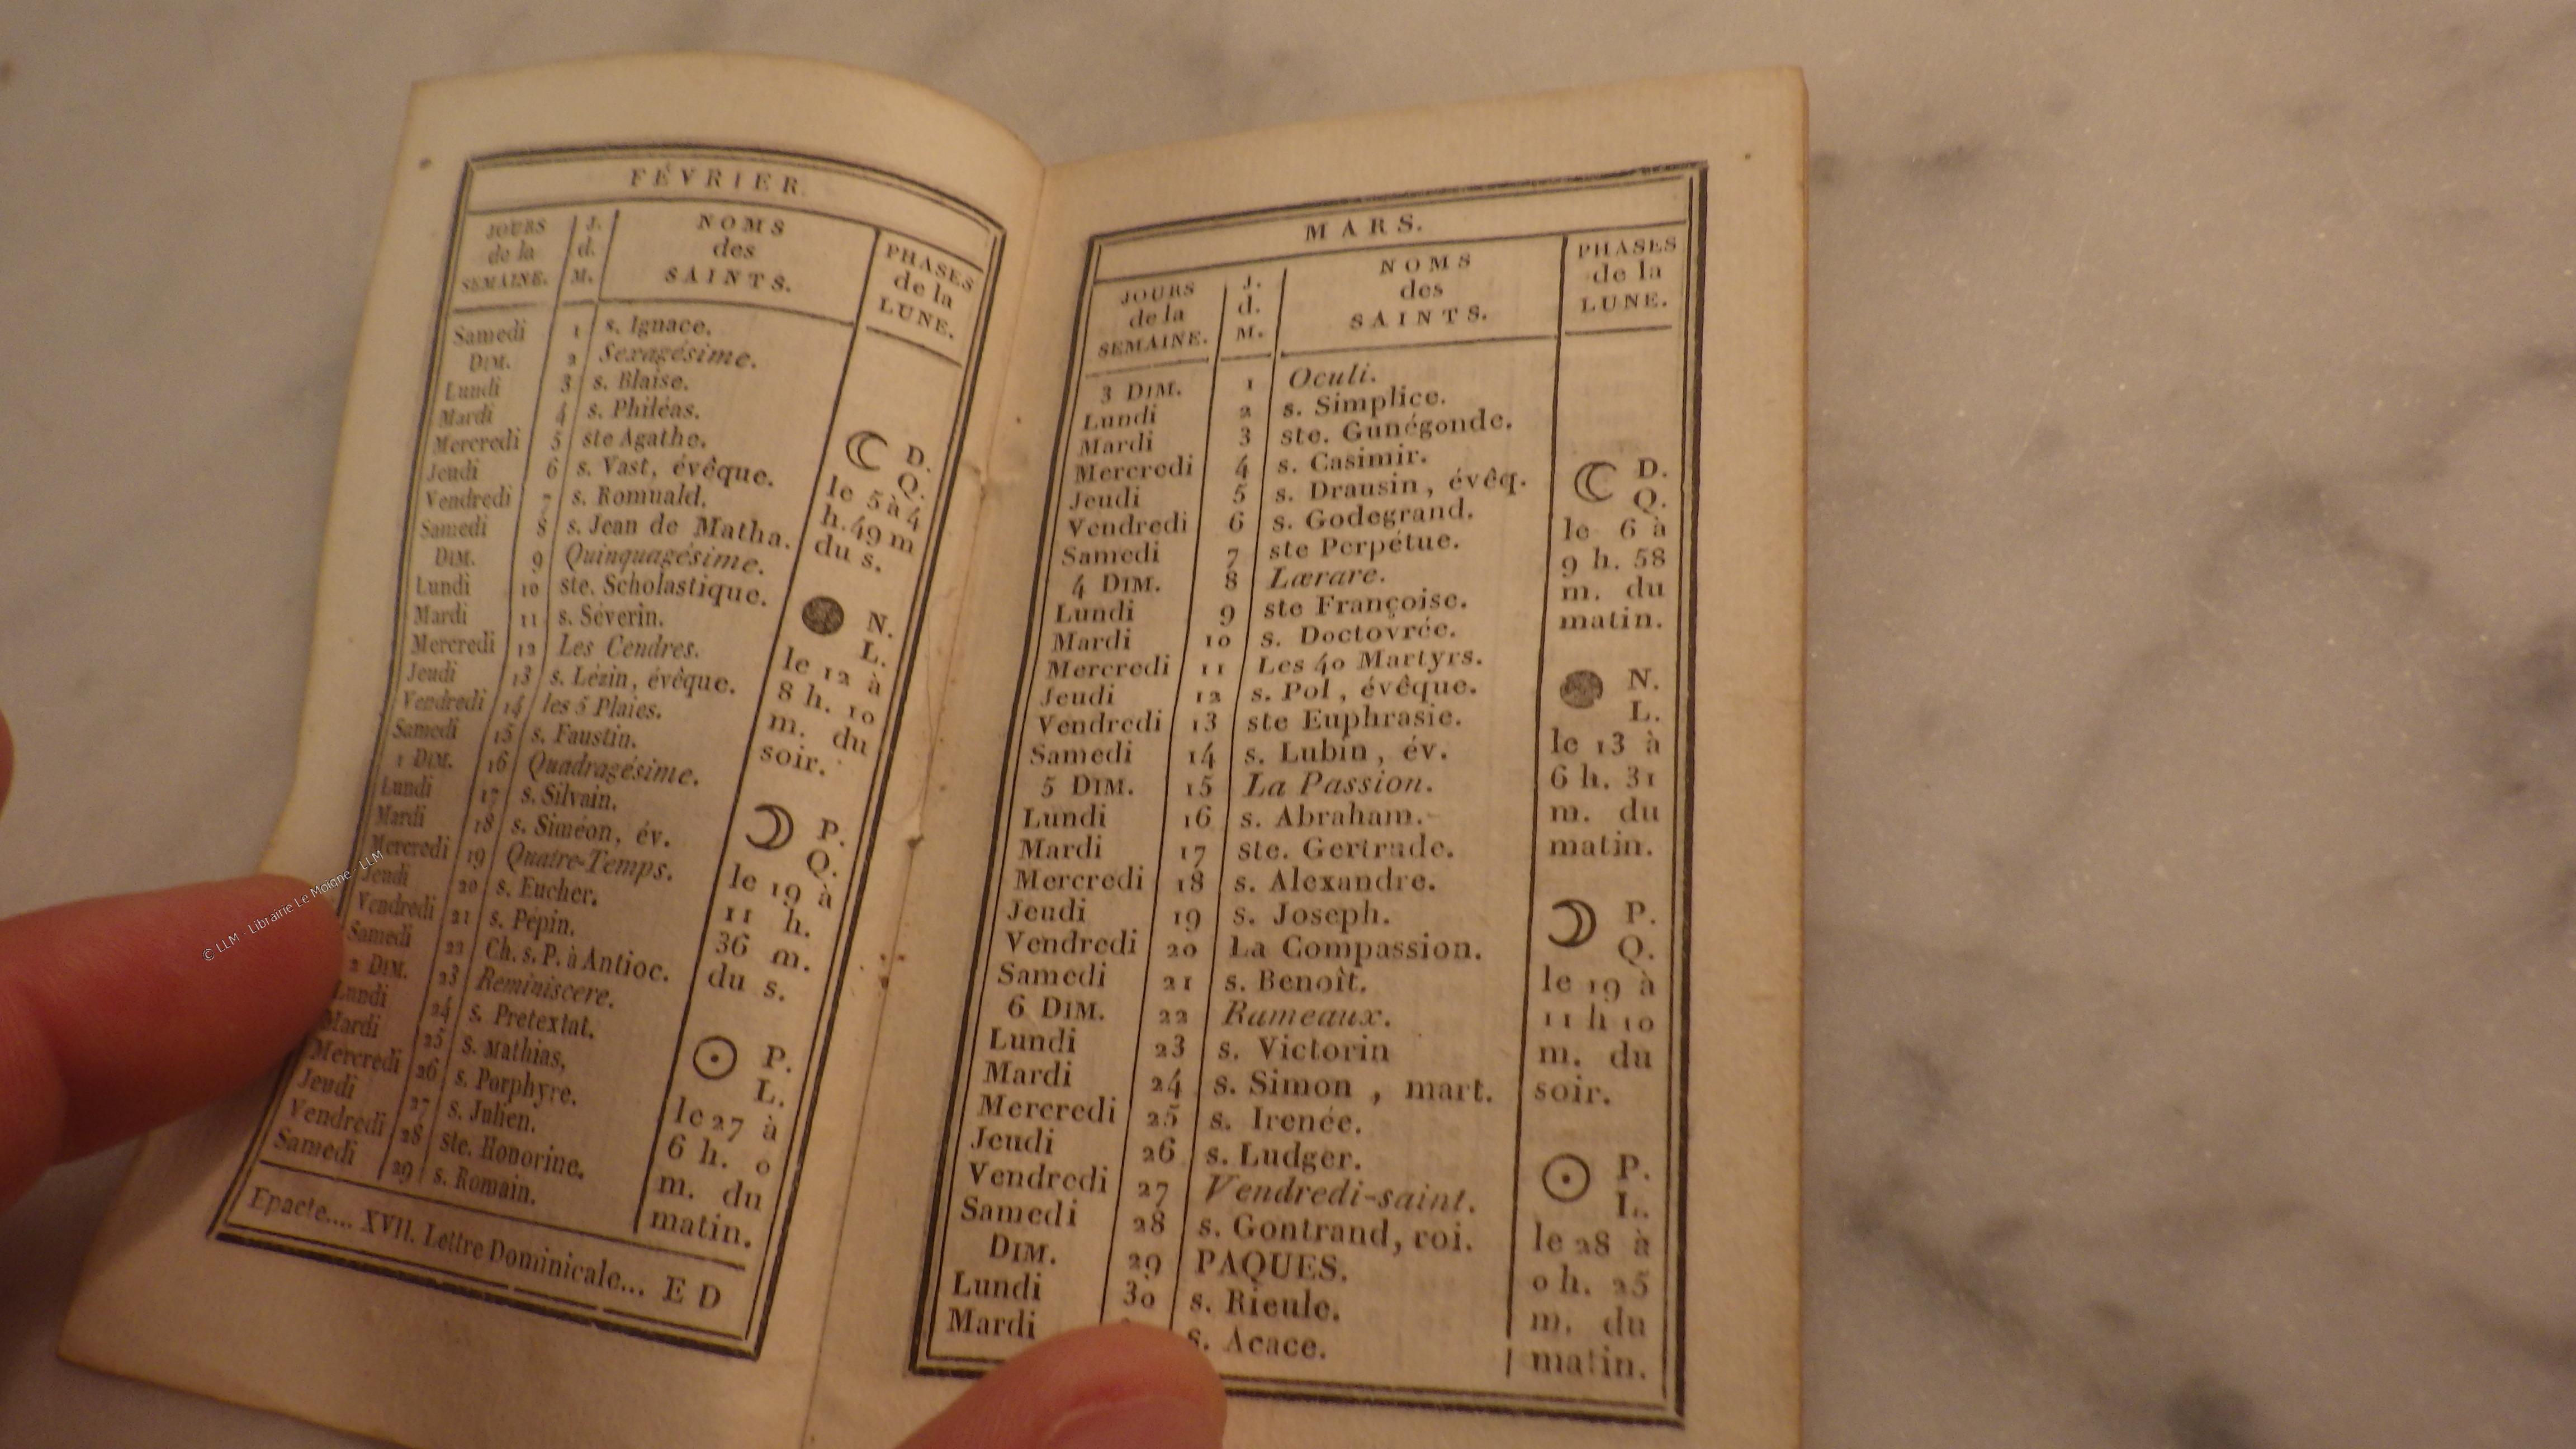 FÉVRIER.
JOURS de la SEMAINE. J. d. M. NOMS des SAINTS. PHASES de la LUNE.
Samedi 1 s. Ignace.
DIM. 2 Sexagésime.
Lundi 3 s. Blaise.
Mardi 4 s. Philéas.
Mercredi 5 ste Agathe.
Jeudi 6 s. Vast, évêque.
Vendredi 7 s. Romuald.
Samedi 8 s. Jean de Matha.
DIM. 9 Quinquagésime.
Lundi 10 ste. Scholastique.
Mardi 11 s. Séverin.
Mercredi 12 Les Cendres.
Jeudi 13 s. Lézin, évêque.
Vendredi 14 les 5 Plaies.
Samedi 15 s. Faustin.
1 DIM. 16 Quadragésime.
Lundi 17 s. Silvain.
Mardi 18 s. Siméon, év.
Mercredi 19 Quatre-Temps.
Jeudi 20 s. Eucher.
Vendredi 21 s. Pépin.
Samedi 22 Ch. s. P. à Antioc.
2 DIM. 23 Reminiscere.
Lundi 24 s. Pretextat.
Mardi 25 s. Mathias,
Mercredi 26 s. Porphyre.
Jeudi 27 s. Julien.
Vendredi 28 ste. Honorine.
Samedi 29 s. Romain.
D.
Q.
le 5 à 4
h. 49 m
du s.
N.
L.
le 12 à
8 h. 10
m. du
soir.
P.
Q.
le 19 à
11 h.
36 m.
du s.
P.
L.
le 27 à
6 h. 0
m. du
matin.
Epacte.... XVII. Lettre Dominicale... E D
MARS.
JOURS de la SEMAINE. J. d. M. NOMS des SAINTS. PHASES de la LUNE.
3 DIM. 1 Oculi.
Lundi 2 s. Simplice.
Mardi 3 ste. Gunégonde.
Mercredi 4 s. Casimir.
Jeudi 5 s. Drausin, évêq.
Vendredi 6 s. Godegrand.
Samedi 7 ste Perpétue.
4 DIM. 8 Lærare.
Lundi 9 ste Françoise.
Mardi 10 s. Doctovrée.
Mercredi 11 Les 40 Martyrs.
Jeudi 12 s. Pol, évêque.
Vendredi 13 ste Euphrasie.
Samedi 14 s. Lubin, év.
5 DIM. 15 La Passion.
Lundi 16 s. Abraham.
Mardi 17 ste. Gertrude.
Mercredi 18 s. Alexandre.
Jeudi 19 s. Joseph.
Vendredi 20 La Compassion.
Samedi 21 s. Benoît.
6 DIM. 22 Rameaux.
Lundi 23 s. Victorin
Mardi 24 s. Simon, mart.
Mercredi 25 s. Irenée.
Jeudi 26 s. Ludger.
Vendredi 27 Vendredi-saint.
Samedi 28 s. Gontrand, roi.
DIM. 29 PAQUES.
Lundi 30 s. Rieule.
Mardi s. Acace.
D.
Q.
le 6 à
9 h. 58
m. du
matin.
N.
L.
le 13 à
6 h. 31
m. du
matin.
P.
Q.
le 19 à
11 h 10
m. du
soir.
P.
L.
le 28 à
0 h. 25
m. du
matin.
© LLM - Librairie Le Moigne - LLM